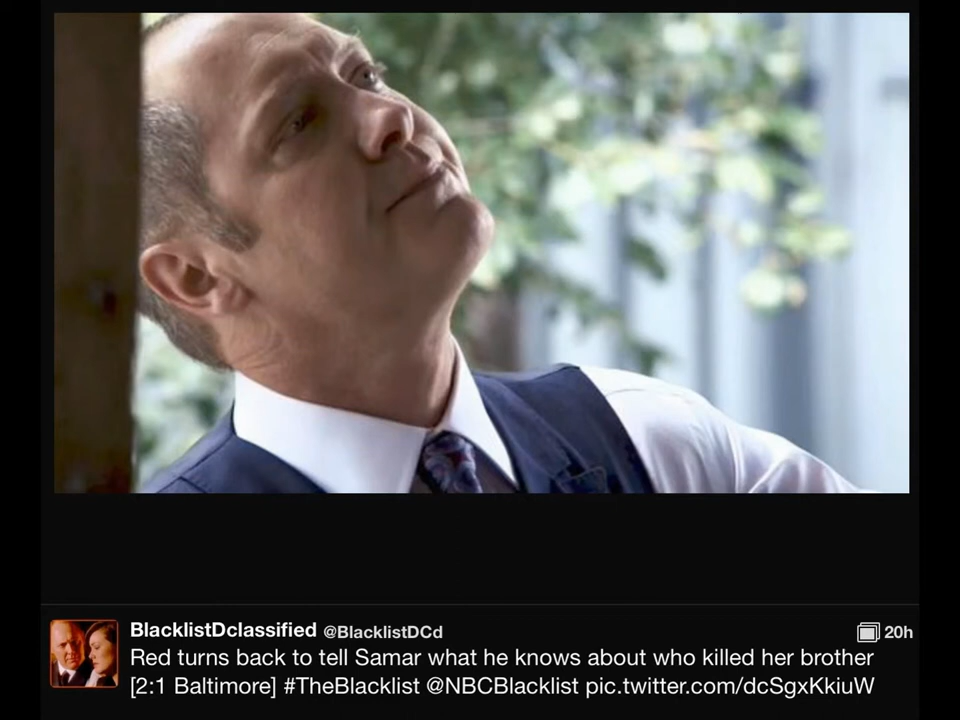 BlacklistDclassified @BlacklistDCd 20h
Red turns back to tell Samar what he knows about who killed her brother
[2:1 Baltimore] #TheBlacklist @NBCBlacklist pic.twitter.com/dcSgxKkiuW